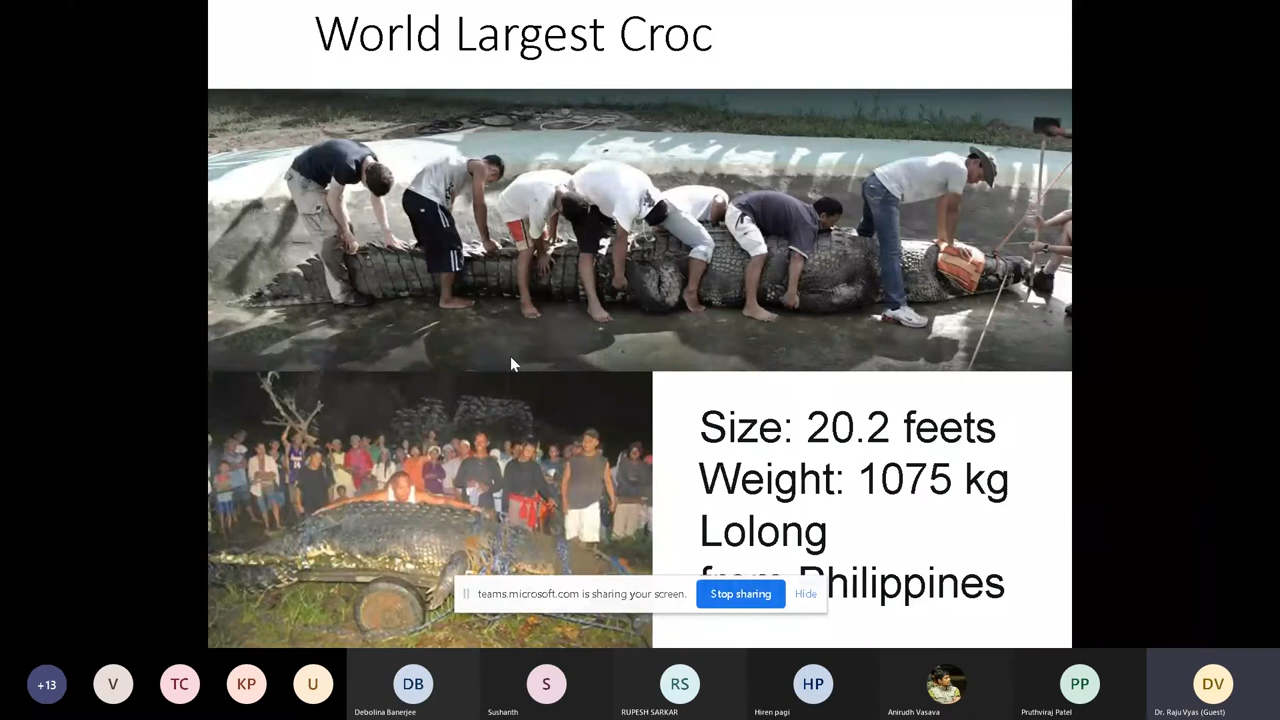 World Largest Croc
Size: 20.2 feets
Weight: 1075 kg
Lolong
from Philippines
teams.microsoft.com is sharing your screen.
Stop sharing
Hide
+13
V
TC
KP
U
DB
S
RS
HP
PP
DV
Debolina Banerjee
Sushanth
RUPESH SARKAR
Hiren pagi
Anirudh Vasava
Pruthviraj Patel
Dr. Raju Vyas (Guest)